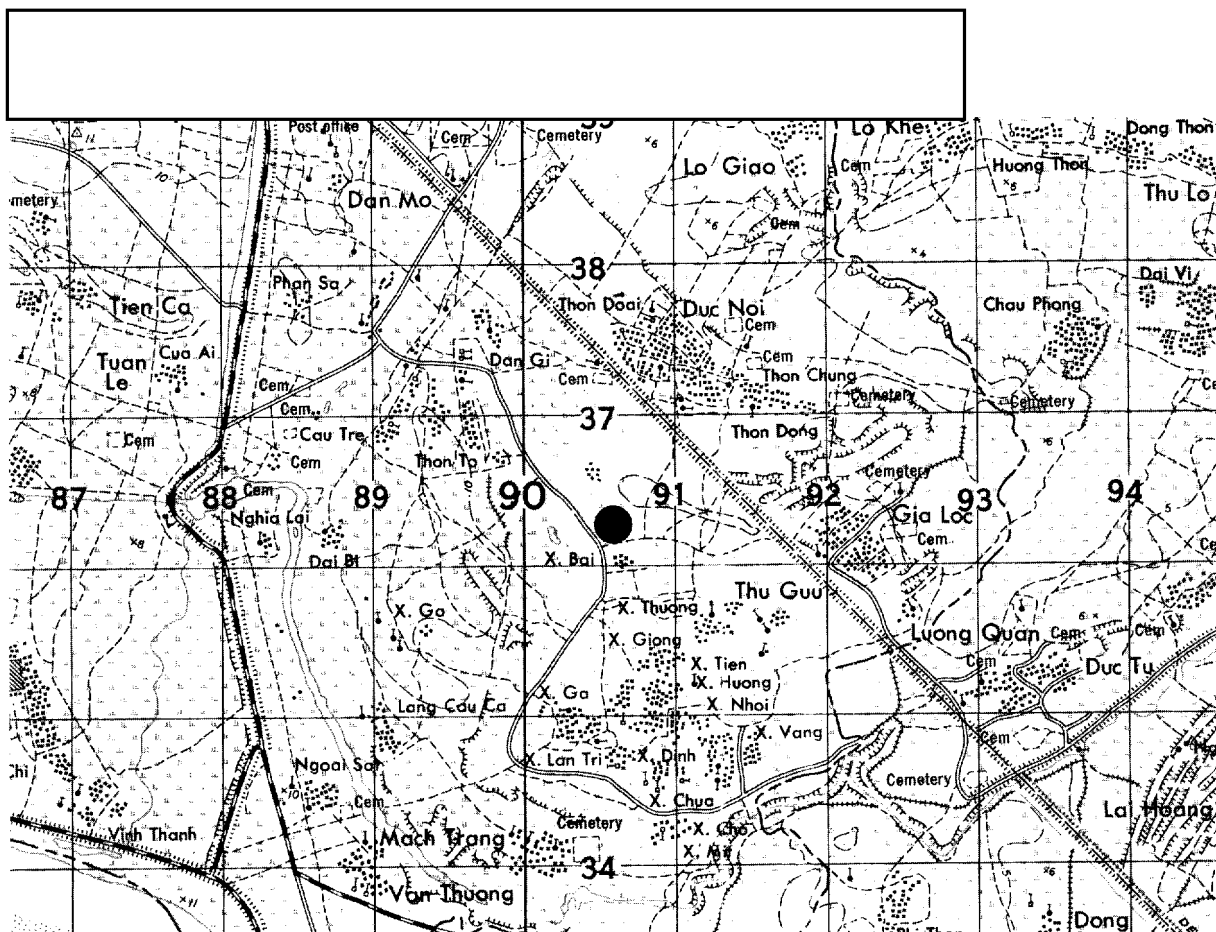 Post office
Cem
Cemetery
Lo Khe
Dong Thon
Lo Giao
Cem
Huong Thon
Dan Mo
Thu Lo
Cem
38
Phan Sa
Dai Vi
Tien Ca
Thon Doai
Duc Noi
Chau Phong
Cem
Tuan Le
Cua Ai
Dan Gi
Cem
Thon Chung
Cem
Cem
Cemetery
Cemetery
Cem
37
Cem
Cau Tre
Thon Dong
Cem
Thon To
Cemetery
87
88
89
90
91
92
93
94
Cem
Nghia Lai
Gia Loc
Cem
Dai Bi
X. Bai
Thu Guu
X. Ga
X. Thuong
X. Giong
Luong Quan
Cem
Cem
X. Tien
Cem
Duc Tu
X. Huong
X. Ga
X. Nhoi
Lang Cau Ca
X. Vang
Cem
X. Lan Tri
X. Dinh
Ngoai Sat
Cemetery
Cem
X. Chua
Lai Hoang
Vinh Thanh
Cemetery
X. Cho
Mach Trang
34
Van Thuong
Dong